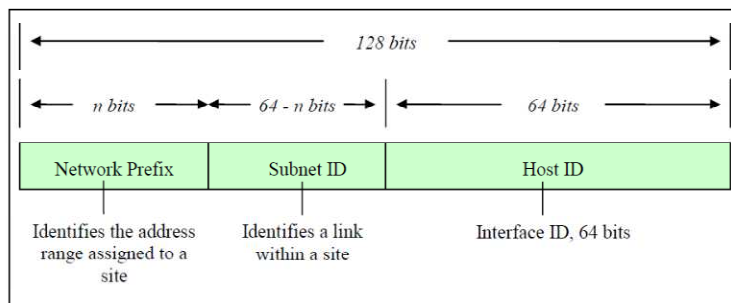 128 bits
n bits
64 - n bits
64 bits
Network Prefix
Subnet ID
Host ID
Identifies the address
range assigned to a
site
Identifies a link
within a site
Interface ID, 64 bits